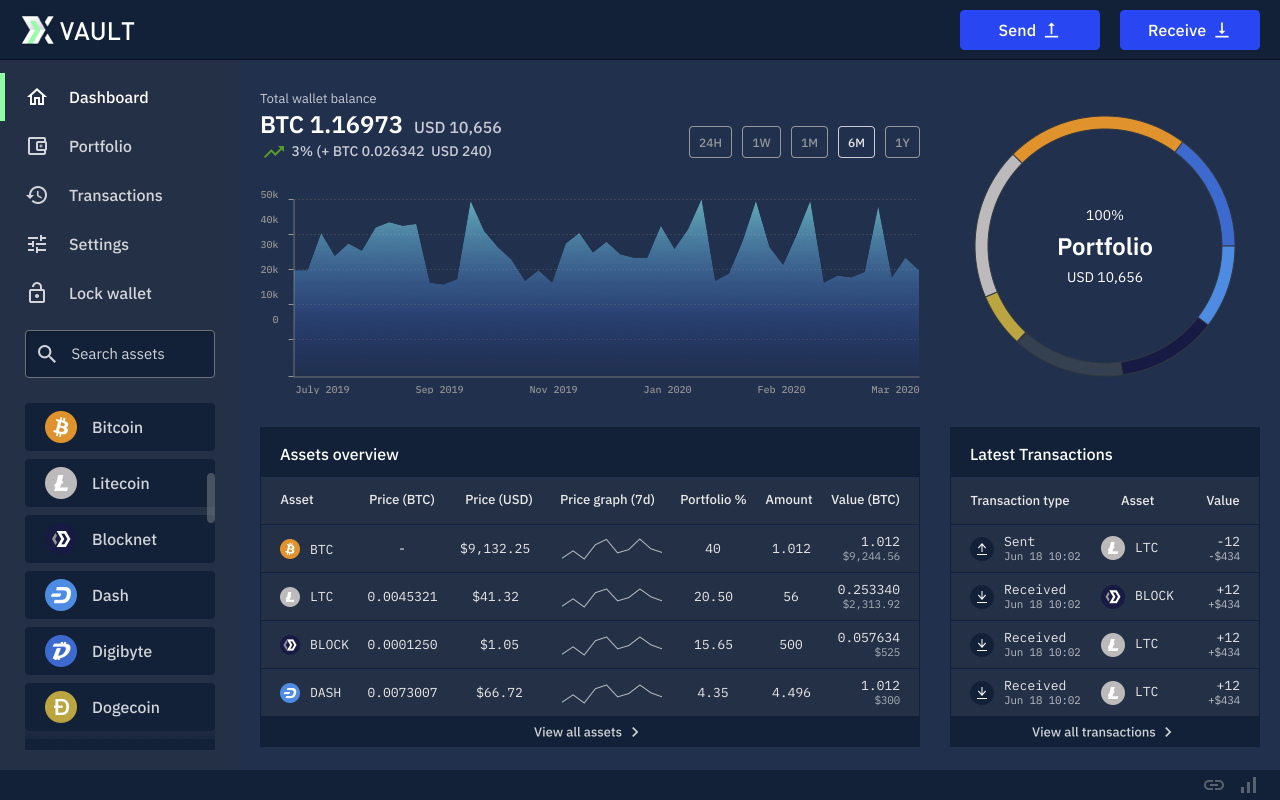 VAULT
Send
Receive
Dashboard
Portfolio
Transactions
Settings
Lock wallet
Search assets
Bitcoin
Litecoin
Blocknet
Dash
Digibyte
Dogecoin
Total wallet balance
BTC 1.16973 USD 10,656
3% (+ BTC 0.026342 USD 240)
24H 1W 1M 6M 1Y
50k
40k
30k
20k
10k
0
July 2019 Sep 2019 Nov 2019 Jan 2020 Feb 2020 Mar 2020
100%
Portfolio
USD 10,656
Assets overview
Asset Price (BTC) Price (USD) Price graph (7d) Portfolio % Amount Value (BTC)
BTC - $9,132.25 40 1.012 1.012
$9,244.56
LTC 0.0045321 $41.32 20.50 56 0.253340
$2,313.92
BLOCK 0.0001250 $1.05 15.65 500 0.057634
$525
DASH 0.0073007 $66.72 4.35 4.496 1.012
$300
View all assets
Latest Transactions
Transaction type Asset Value
Sent LTC -12
Jun 18 10:02 -$434
Received BLOCK +12
Jun 18 10:02 +$434
Received LTC +12
Jun 18 10:02 +$434
Received LTC +12
Jun 18 10:02 +$434
View all transactions